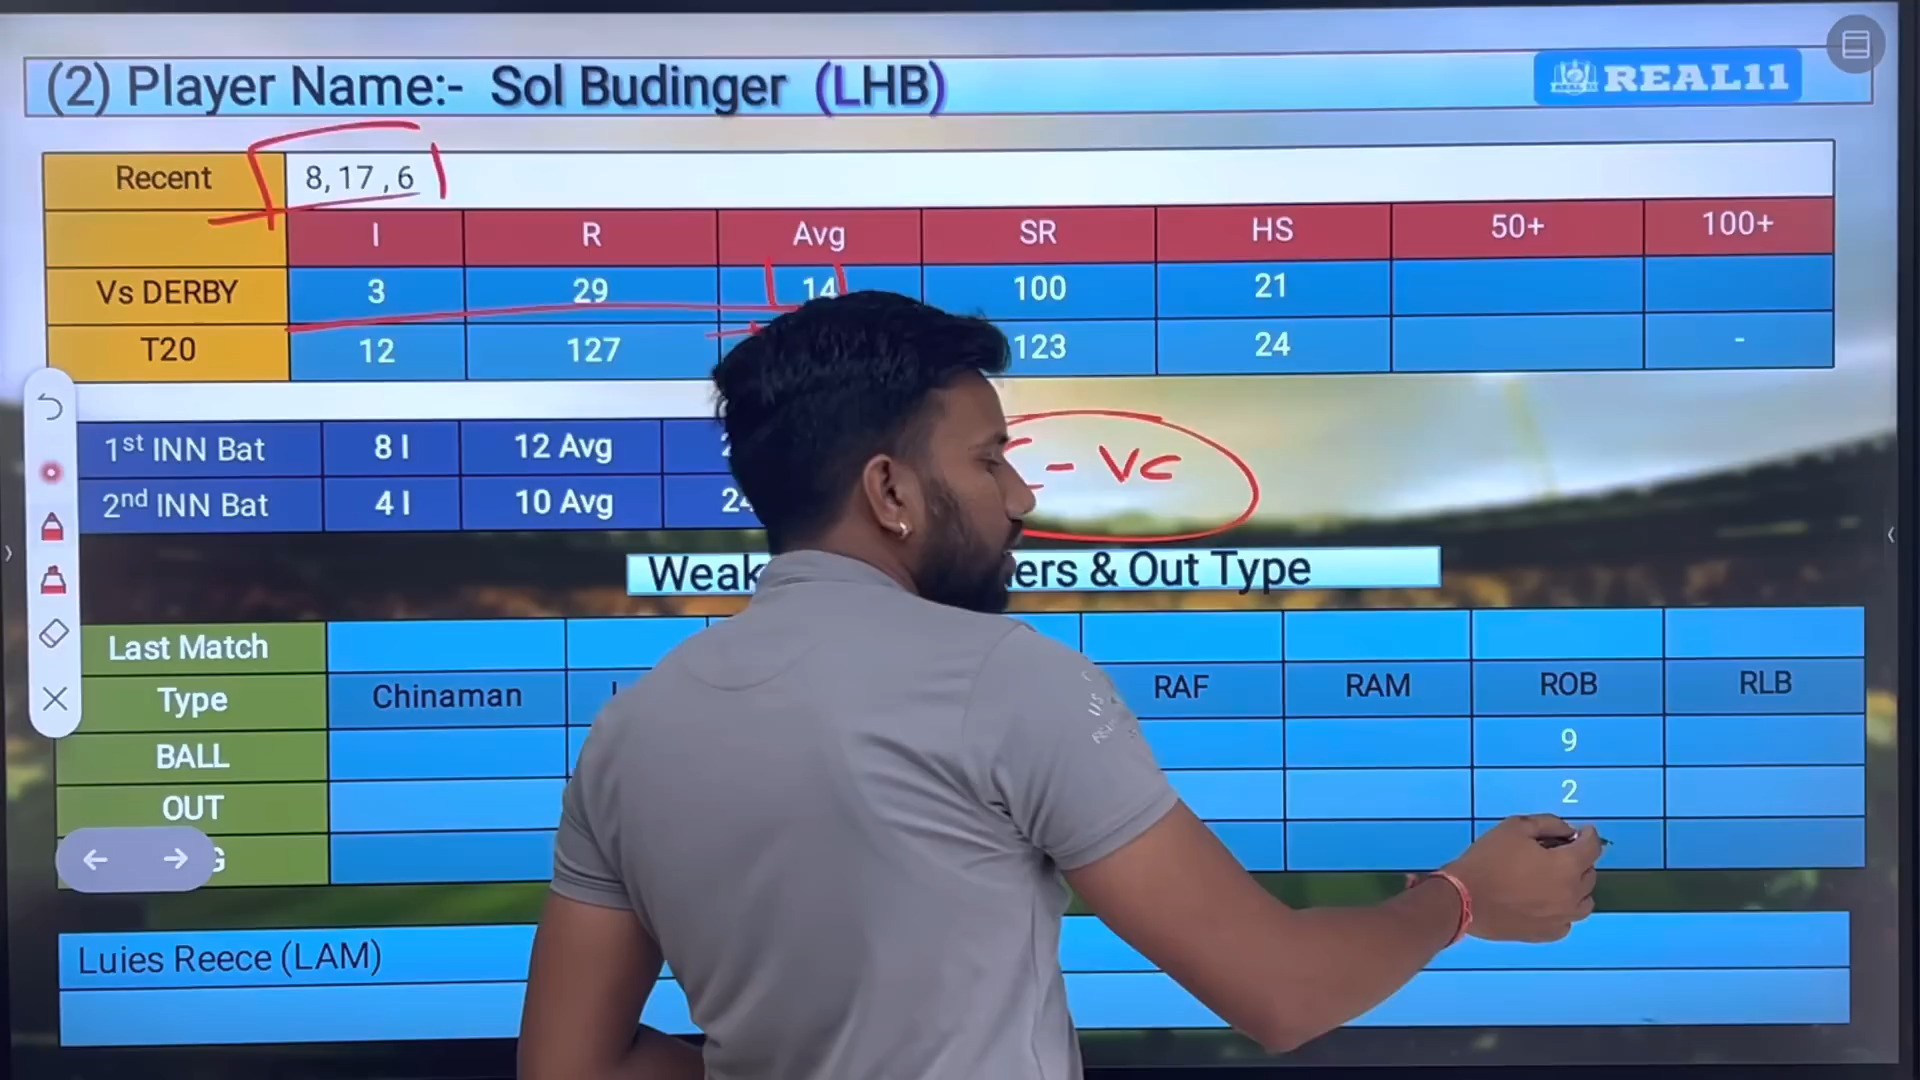 (2) Player Name:- Sol Budinger (LHB)
REAL11
Recent 8, 17 , 6
I R Avg SR HS 50+ 100+
Vs DERBY 3 29 14 100 21
T20 12 127 123 24 -
1st INN Bat 8 I 12 Avg
2nd INN Bat 4 I 10 Avg
- VC
& Out Type
Last Match
Type Chinaman RAF RAM ROB RLB
BALL 9
OUT 2
Luies Reece (LAM)